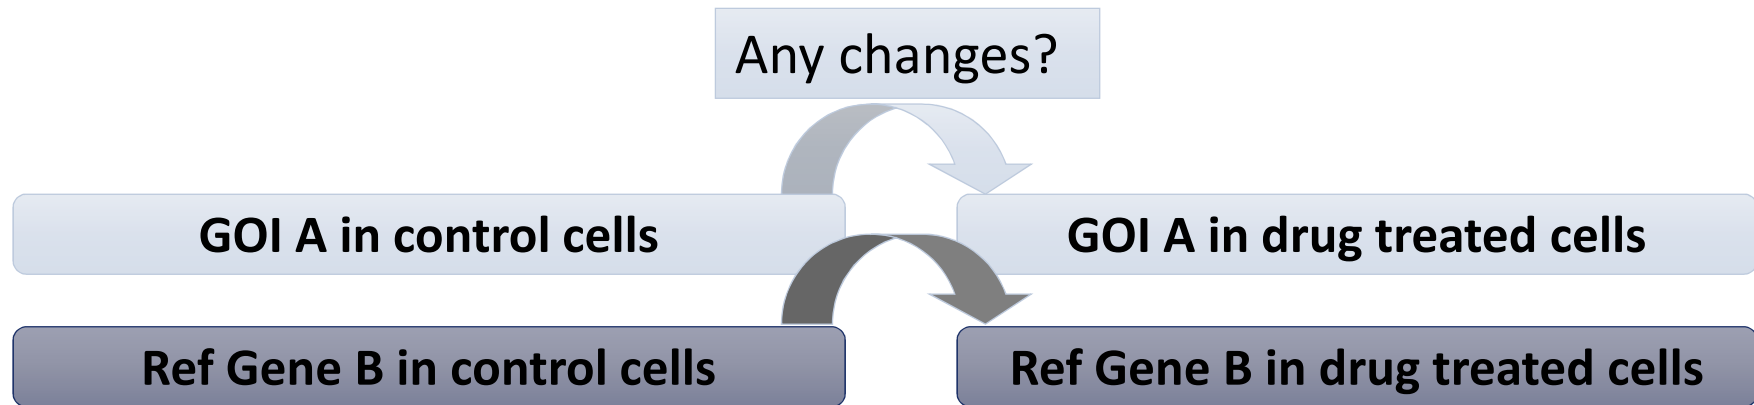 Any changes?
GOI A in control cells
GOI A in drug treated cells
Ref Gene B in control cells
Ref Gene B in drug treated cells